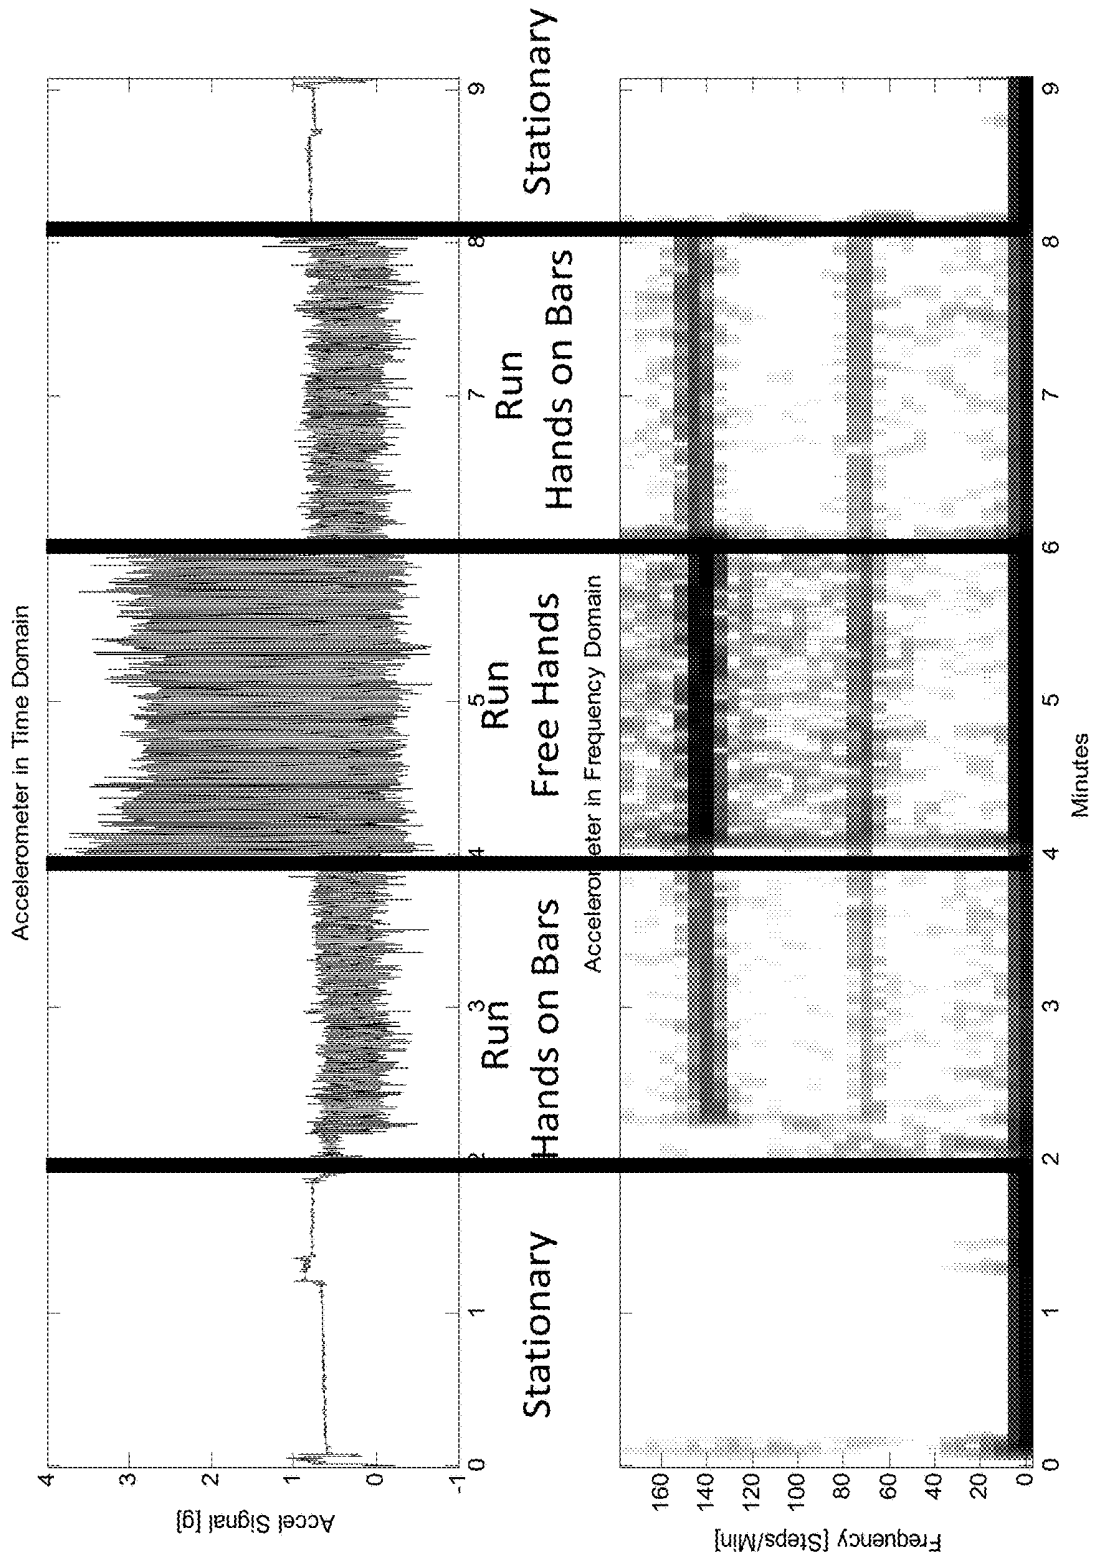 Accelerometer in Time Domain
Accel Signal [g]
4
3
2
1
0
-1
0
1
2
3
4
5
6
7
8
9
Stationary
Run
Hands on Bars
Run
Free Hands
Run
Hands on Bars
Stationary
Accelerometer in Frequency Domain
Frequency [Steps/Min]
160
140
120
100
80
60
40
20
0
0
1
2
3
4
5
6
7
8
9
Minutes